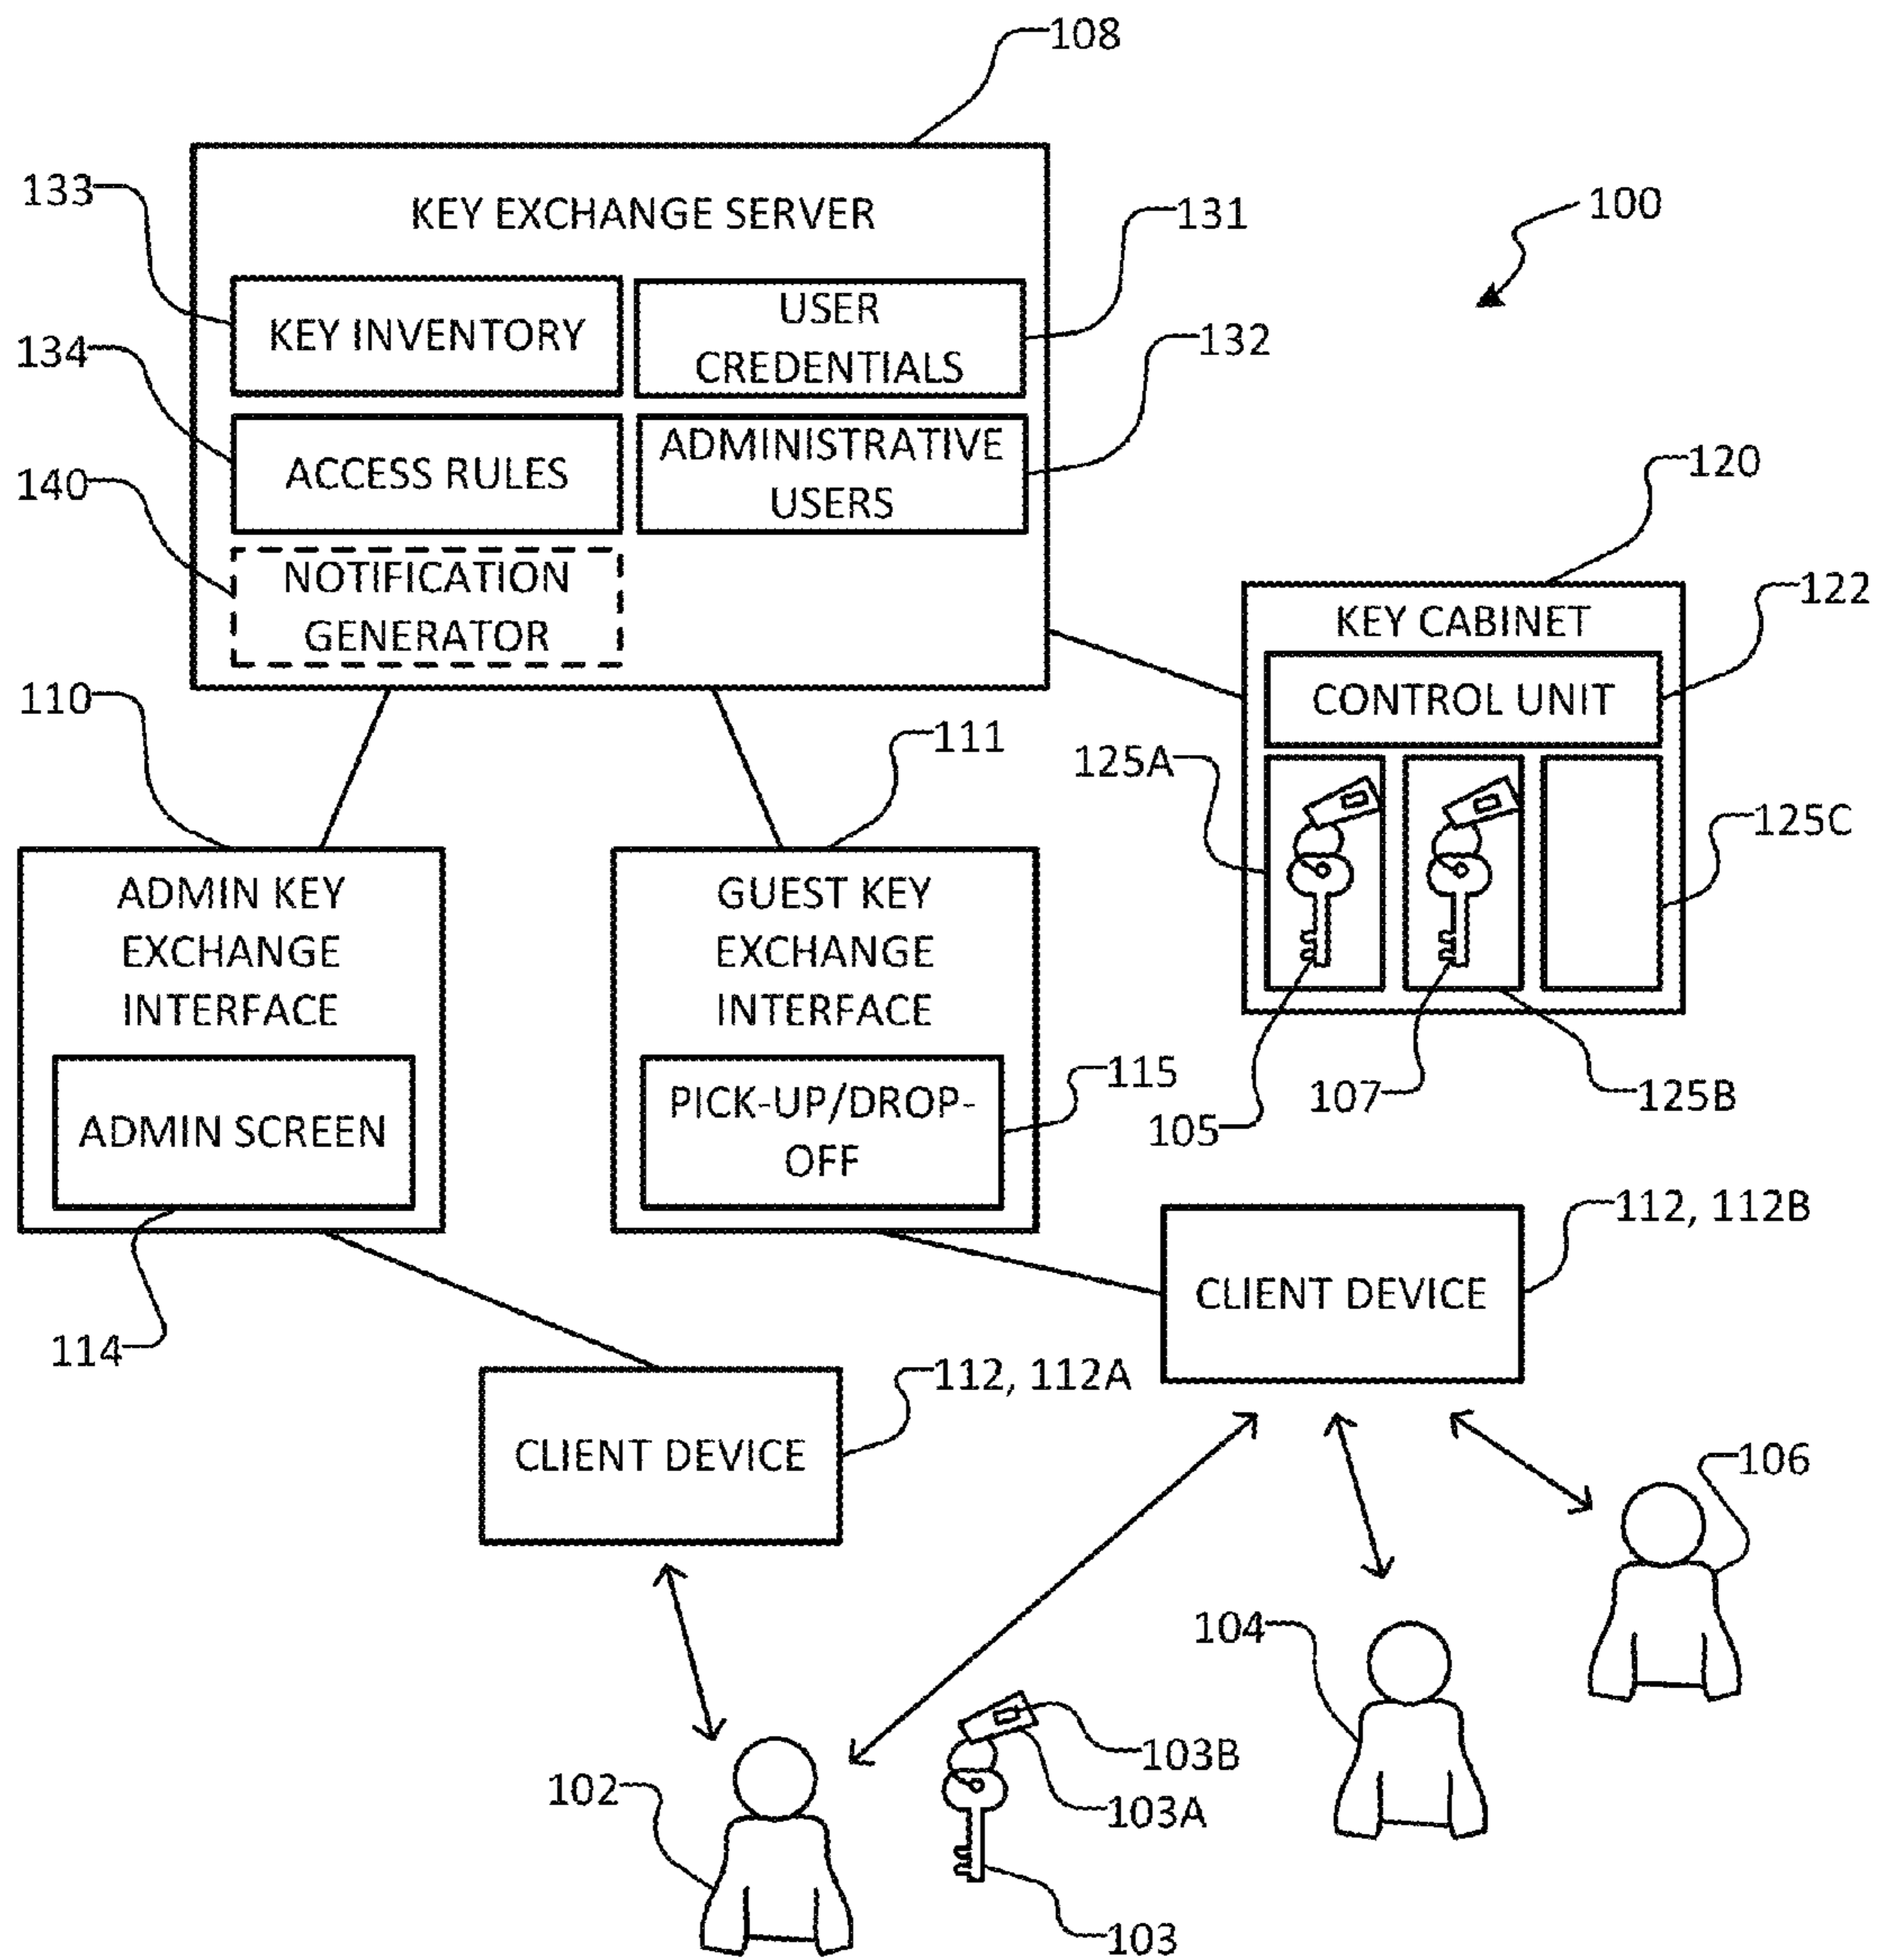 108
133
KEY EXCHANGE SERVER
131
100
KEY INVENTORY
USER
CREDENTIALS
134
132
ACCESS RULES
ADMINISTRATIVE
USERS
140
NOTIFICATION
GENERATOR
120
122
KEY CABINET
CONTROL UNIT
110
111
125A
125C
ADMIN KEY
EXCHANGE
INTERFACE
GUEST KEY
EXCHANGE
INTERFACE
ADMIN SCREEN
PICK-UP/DROP-
OFF
115
105
107
125B
114
112, 112B
CLIENT DEVICE
112, 112A
CLIENT DEVICE
106
104
102
103B
103A
103